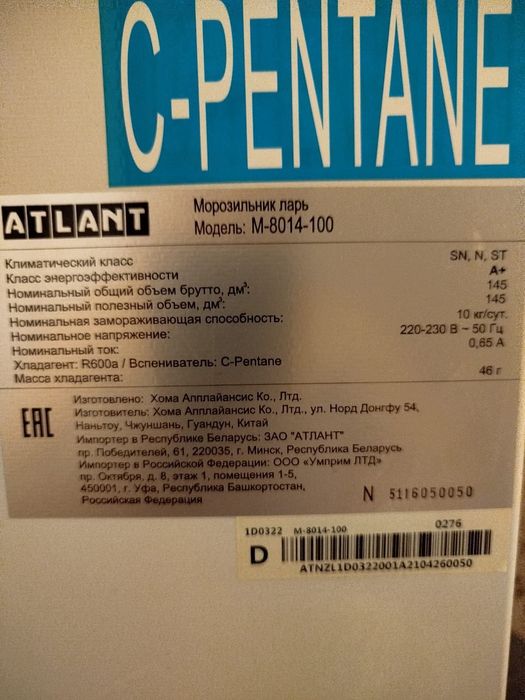 C-PENTANE
ATLANT
Морозильник ларь
Модель: М-8014-100
Климатический класс SN, N, ST
Класс энергоэффективности A+
Номинальный общий объем брутто, дм³: 145
Номинальный полезный объем, дм³: 145
Номинальная замораживающая способность: 10 кг/сут.
Номинальное напряжение: 220-230 В ~ 50 Гц
Номинальный ток: 0,65 А
Хладагент: R600a / Вспениватель: C-Pentane
Масса хладагента: 46 г
EAC
Изготовлено: Хома Апплайансис Ко., Лтд.
Изготовитель: Хома Апплайансис Ко., Лтд., ул. Норд Донгфу 54,
Наньтоу, Чжуншань, Гуандун, Китай
Импортер в Республике Беларусь: ЗАО "АТЛАНТ"
пр. Победителей, 61, 220035, г. Минск, Республика Беларусь
Импортер в Российской Федерации: ООО «Умприм ЛТД»
пр. Октября, д. 8, этаж 1, помещения 1-5,
450001, г. Уфа, Республика Башкортостан,
Российская Федерация
N 5116050050
1D0322 M-8014-100 0276
D
ATNZL1D0322001A2104260050